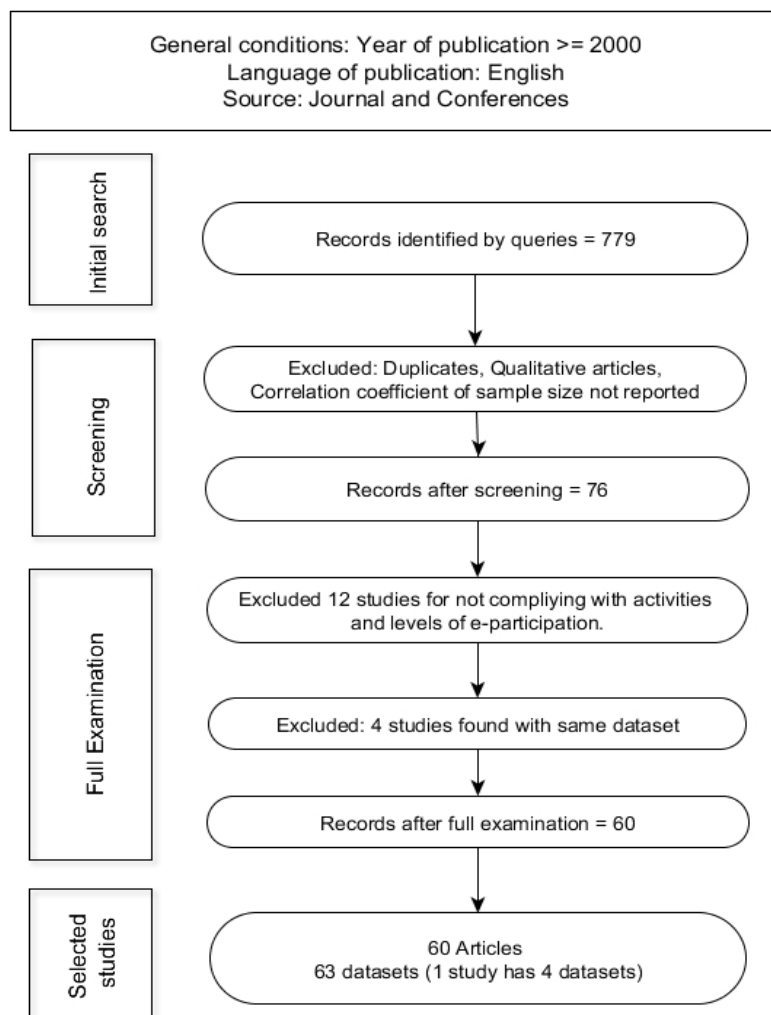 General conditions: Year of publication >= 2000
Language of publication: English
Source: Journal and Conferences
Initial search
Records identified by queries = 779
Screening
Excluded: Duplicates, Qualitative articles,
Correlation coefficient of sample size not reported
Records after screening = 76
Full Examination
Excluded 12 studies for not compliying with activities
and levels of e-participation.
Excluded: 4 studies found with same dataset
Records after full examination = 60
Selected
studies
60 Articles
63 datasets (1 study has 4 datasets)